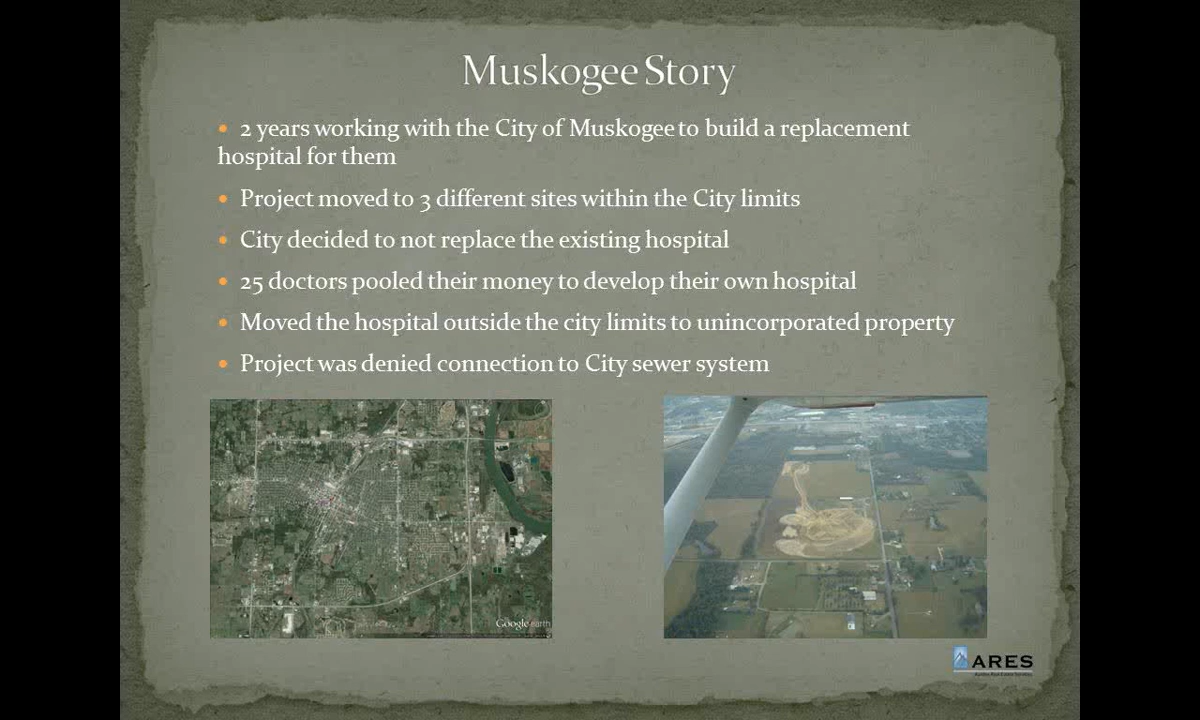 Muskogee Story
• 2 years working with the City of Muskogee to build a replacement
hospital for them
• Project moved to 3 different sites within the City limits
• City decided to not replace the existing hospital
• 25 doctors pooled their money to develop their own hospital
• Moved the hospital outside the city limits to unincorporated property
• Project was denied connection to City sewer system
Google earth
ARES